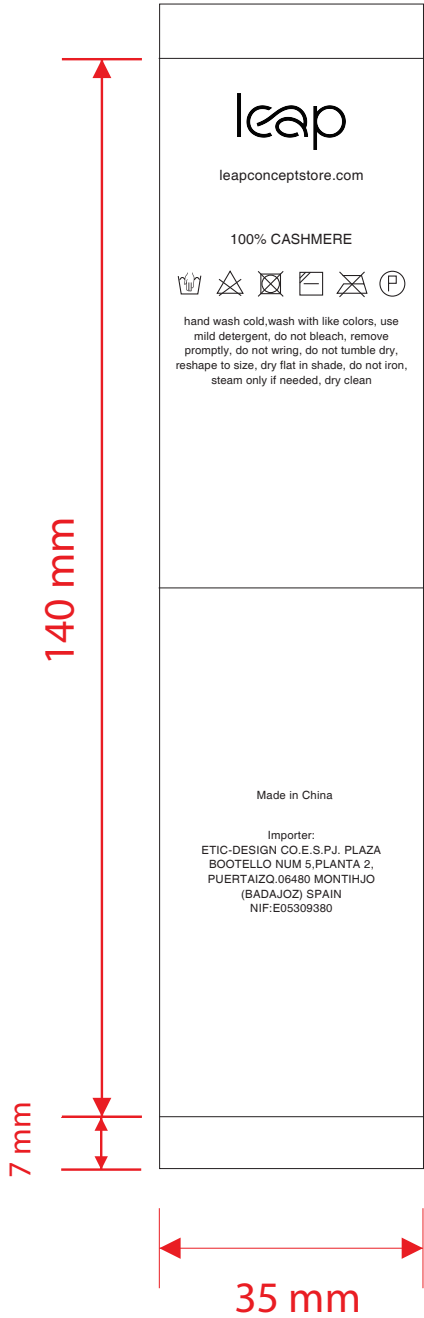 leap
leapconceptstore.com
100% CASHMERE
P
hand wash cold,wash with like colors, use
mild detergent, do not bleach, remove
promptly, do not wring, do not tumble dry,
reshape to size, dry flat in shade, do not iron,
steam only if needed, dry clean
140 mm
Made in China
Importer:
ETIC-DESIGN CO.E.S.PJ. PLAZA
BOOTELLO NUM 5,PLANTA 2,
PUERTAIZQ.06480 MONTIHJO
(BADAJOZ) SPAIN
NIF:E05309380
7 mm
35 mm